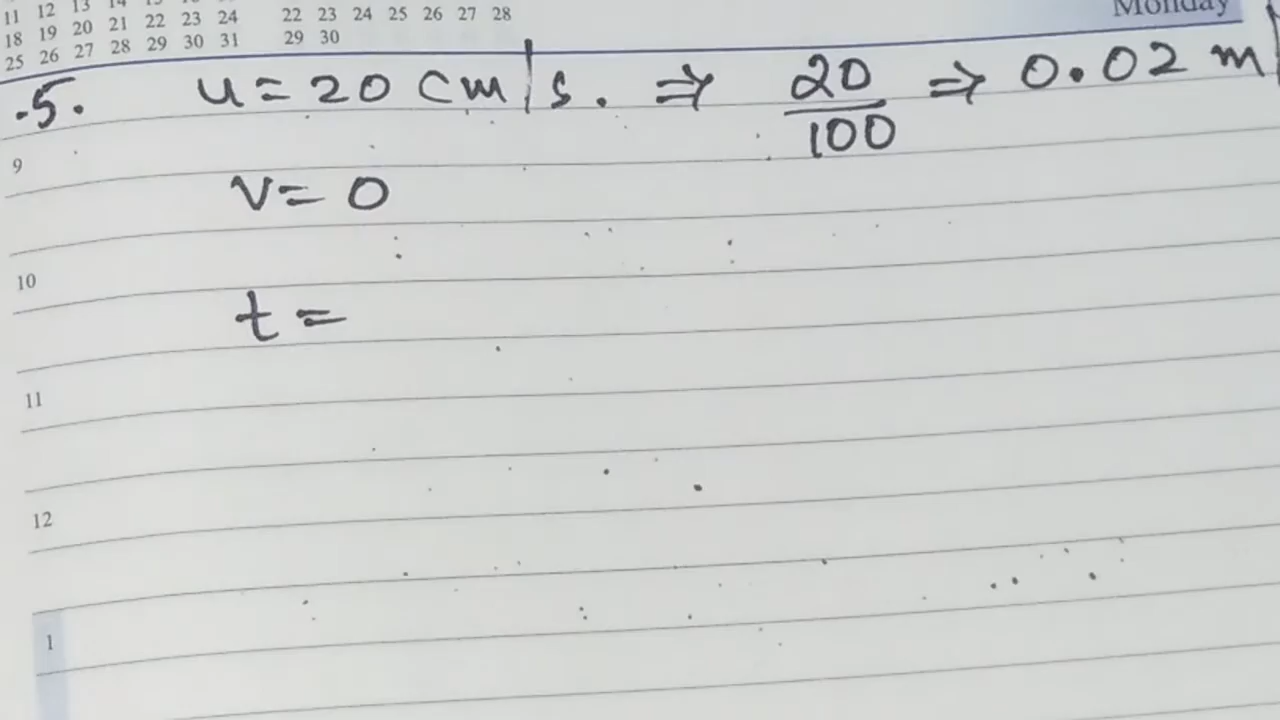 11 12 13 14 22 23 24 25 26 27 28
18 19 20 21 22 23 24 29 30
25 26 27 28 29 30 31
Monday
.5. u = 20 cm/s. ⇒ 20/100 ⇒ 0.02 m/
9
v = 0
10
t =
11
12
1